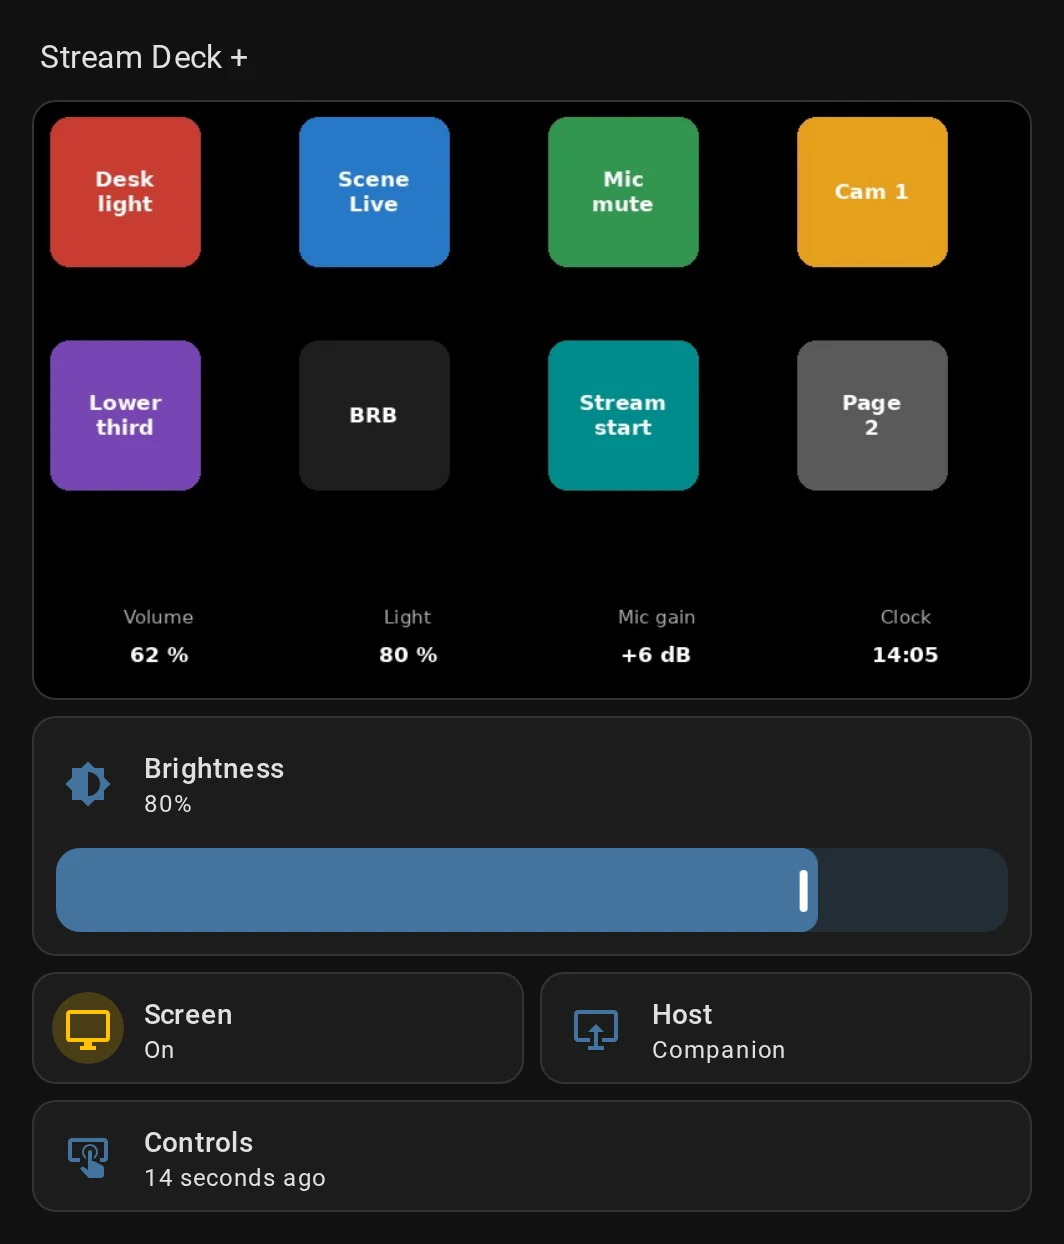 Stream Deck +
Desk
light
Scene
Live
Mic
mute
Cam 1
Lower
third
BRB
Stream
start
Page
2
Volume
Light
Mic gain
Clock
62 %
80 %
+6 dB
14:05
Brightness
80%
Screen
On
Host
Companion
Controls
14 seconds ago